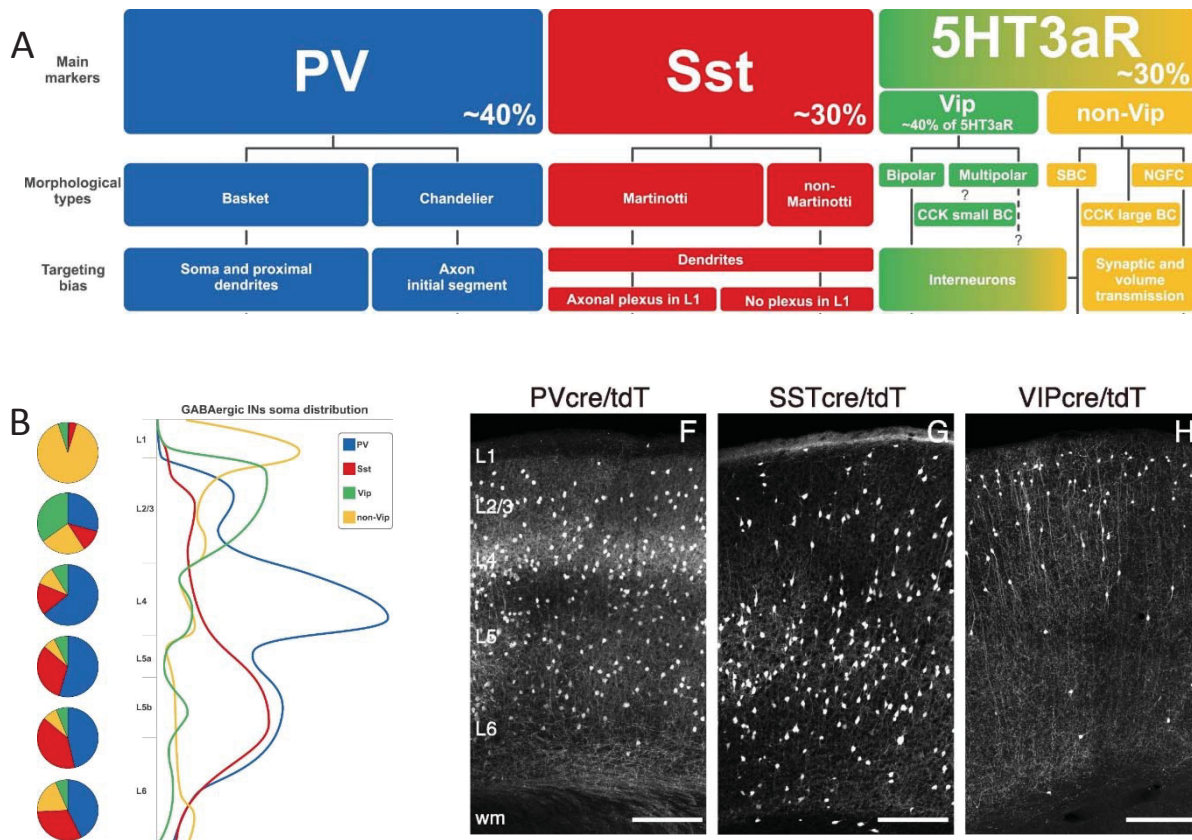 A
Main
markers
PV
~40%
Sst
~30%
5HT3aR
~30%
Vip
~40% of 5HT3aR
non-Vip
Morphological
types
Basket
Chandelier
Martinotti
non-
Martinotti
Bipolar
Multipolar
SBC
NGFC
?
CCK small BC
CCK large BC
?
Targeting
bias
Soma and proximal
dendrites
Axon
initial segment
Dendrites
Axonal plexus in L1
No plexus in L1
Interneurons
Synaptic and
volume
transmission
B
GABAergic INs soma distribution
L1
L2/3
L4
L5a
L5b
L6
PV
Sst
Vip
non-Vip
PVcre/tdT
SSTcre/tdT
VIPcre/tdT
F
G
H
L1
L2/3
L4
L5
L6
wm